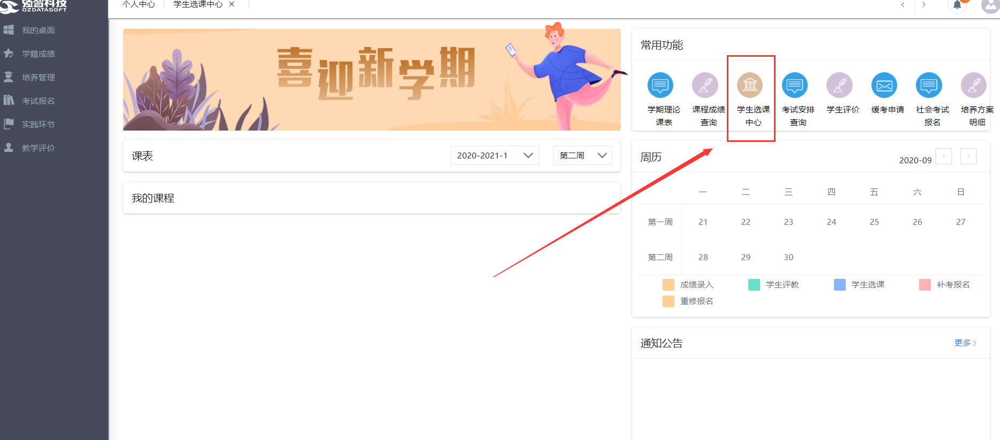 强智科技
QZDATASOFT
个人中心
学生选课中心
我的桌面
学籍成绩
培养管理
考试报名
实践环节
教学评价
喜迎新学期
课表
2020-2021-1
第二周
我的课程
常用功能
学期理论
课表
课程成绩
查询
学生选课
中心
考试安排
查询
学生评价
缓考申请
社会考试
报名
培养方案
明细
周历
2020-09
一 二 三 四 五 六 日
第一周 21 22 23 24 25 26 27
第二周 28 29 30
成绩录入 学生评教 学生选课 补考报名
重修报名
通知公告
更多